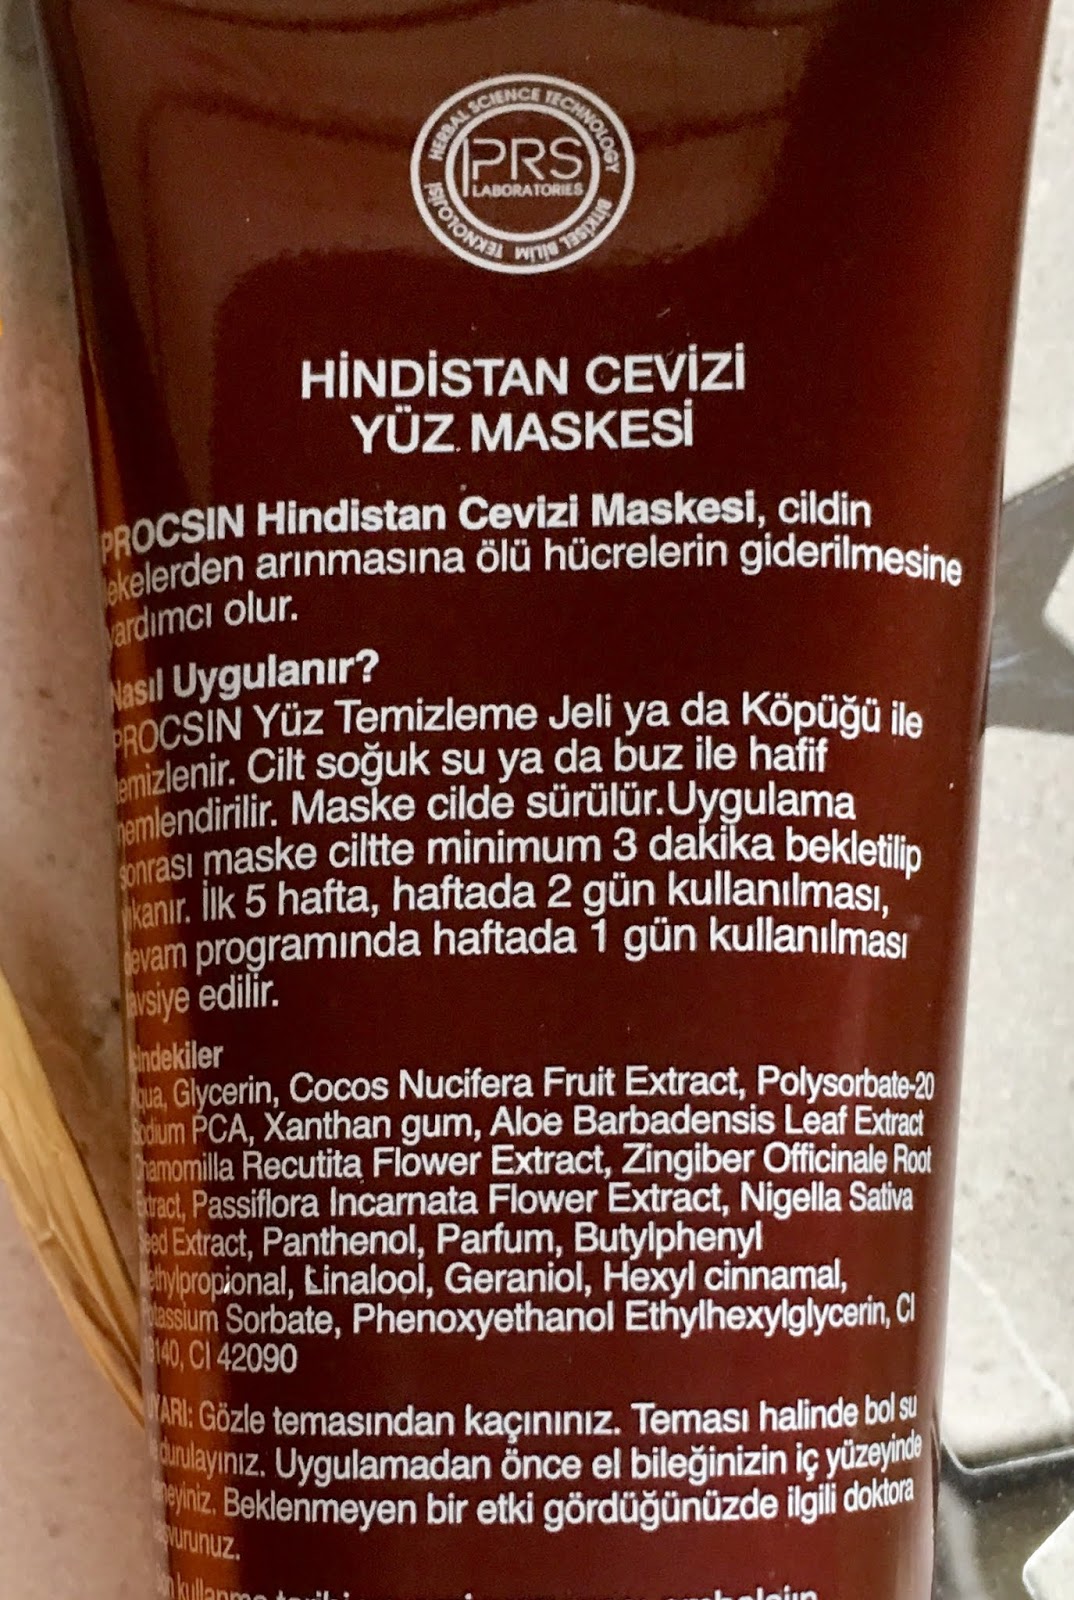 HERBAL SCIENCE TECHNOLOGY
PRS
LABORATORIES
BİTKİSEL BİLİM TEKNOLOJİSİ
HİNDİSTAN CEVİZİ
YÜZ MASKESİ
PROCSIN Hindistan Cevizi Maskesi, cildin
lekelerden arınmasına ölü hücrelerin giderilmesine
yardımcı olur.
Nasıl Uygulanır?
PROCSIN Yüz Temizleme Jeli ya da Köpüğü ile
temizlenir. Cilt soğuk su ya da buz ile hafif
nemlendirilir. Maske cilde sürülür.Uygulama
sonrası maske ciltte minimum 3 dakika bekletilip
yıkanır. İlk 5 hafta, haftada 2 gün kullanılması,
devam programında haftada 1 gün kullanılması
tavsiye edilir.
İçindekiler
Aqua, Glycerin, Cocos Nucifera Fruit Extract, Polysorbate-20
Sodium PCA, Xanthan gum, Aloe Barbadensis Leaf Extract
Chamomilla Recutita Flower Extract, Zingiber Officinale Root
Extract, Passiflora Incarnata Flower Extract, Nigella Sativa
Seed Extract, Panthenol, Parfum, Butylphenyl
Methylpropional, Linalool, Geraniol, Hexyl cinnamal,
Potassium Sorbate, Phenoxyethanol Ethylhexylglycerin, CI
CI 42090
UYARI: Gözle temasından kaçınınız. Teması halinde bol su
ile durulayınız. Uygulamadan önce el bileğinizin iç yüzeyinde
deneyiniz. Beklenmeyen bir etki gördüğünüzde ilgili doktora
başvurunuz.